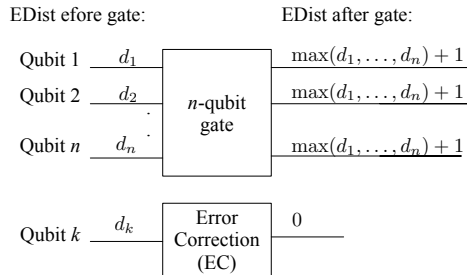 EDist efore gate: EDist after gate:
Qubit 1 d₁ max(d₁, . . . , dₙ) + 1
Qubit 2 d₂ max(d₁, . . . , dₙ) + 1
n-qubit
gate
Qubit n dₙ max(d₁, . . . , dₙ) + 1
Qubit k dₖ Error 0
Correction
(EC)